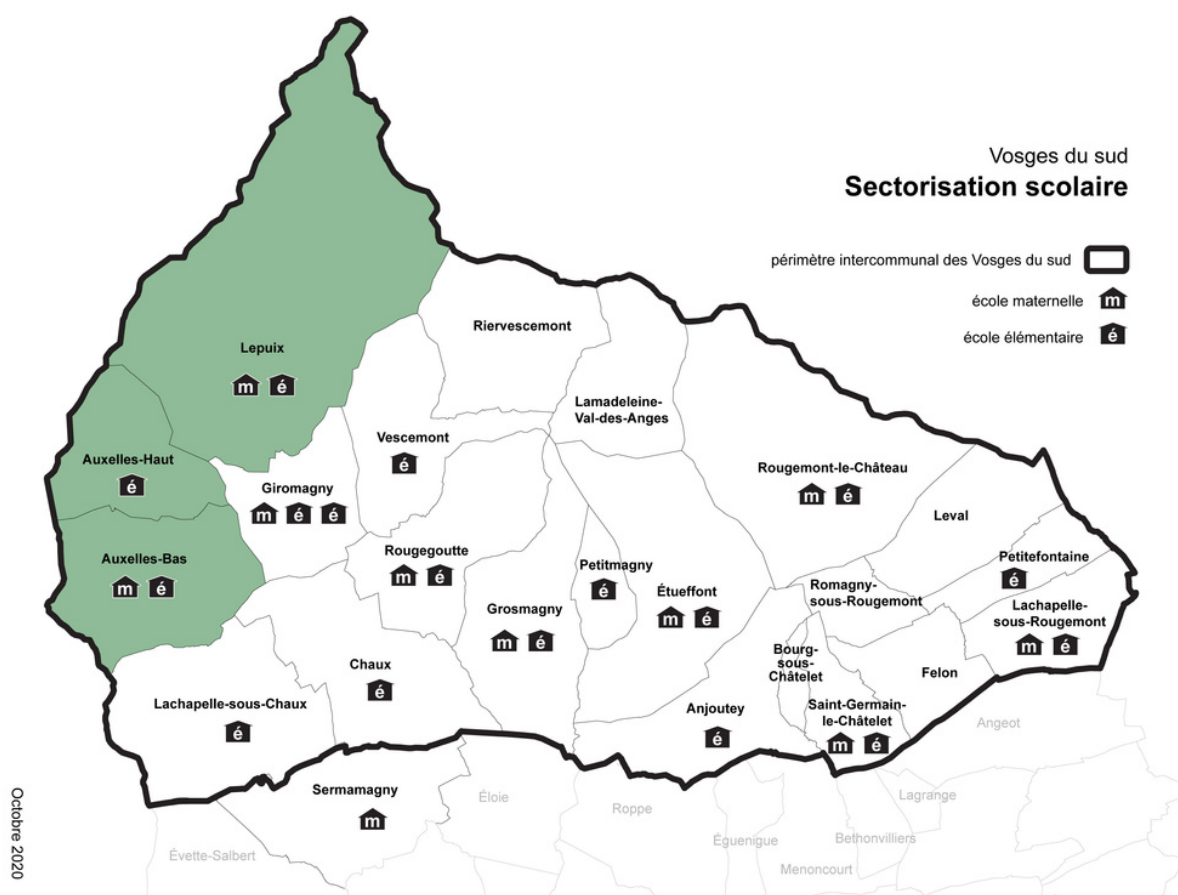 Vosges du sud
Sectorisation scolaire
périmètre intercommunal des Vosges du sud
école maternelle m
école élémentaire é
Riervescemont
Lepuix
m é
Lamadeleine-
Val-des-Anges
Vescemont
é
Auxelles-Haut
é
Giromagny
m é é
Rougemont-le-Château
m é
Leval
Auxelles-Bas
m é
Rougegoutte
m é
Petitmagny
é
Petitefontaine
é
Étueffont
m é
Romagny-
sous-Rougemont
Grosmagny
m é
Lachapelle-
sous-Rougemont
m é
Chaux
é
Bourg-
sous-
Châtelet
Felon
Lachapelle-sous-Chaux
é
Anjoutey
é
Saint-Germain-
le-Châtelet
m é
Angeot
Sermamagny
m
Éloie
Roppe
Lagrange
Éguenigue
Bethonvilliers
Évette-Salbert
Menoncourt
Octobre 2020